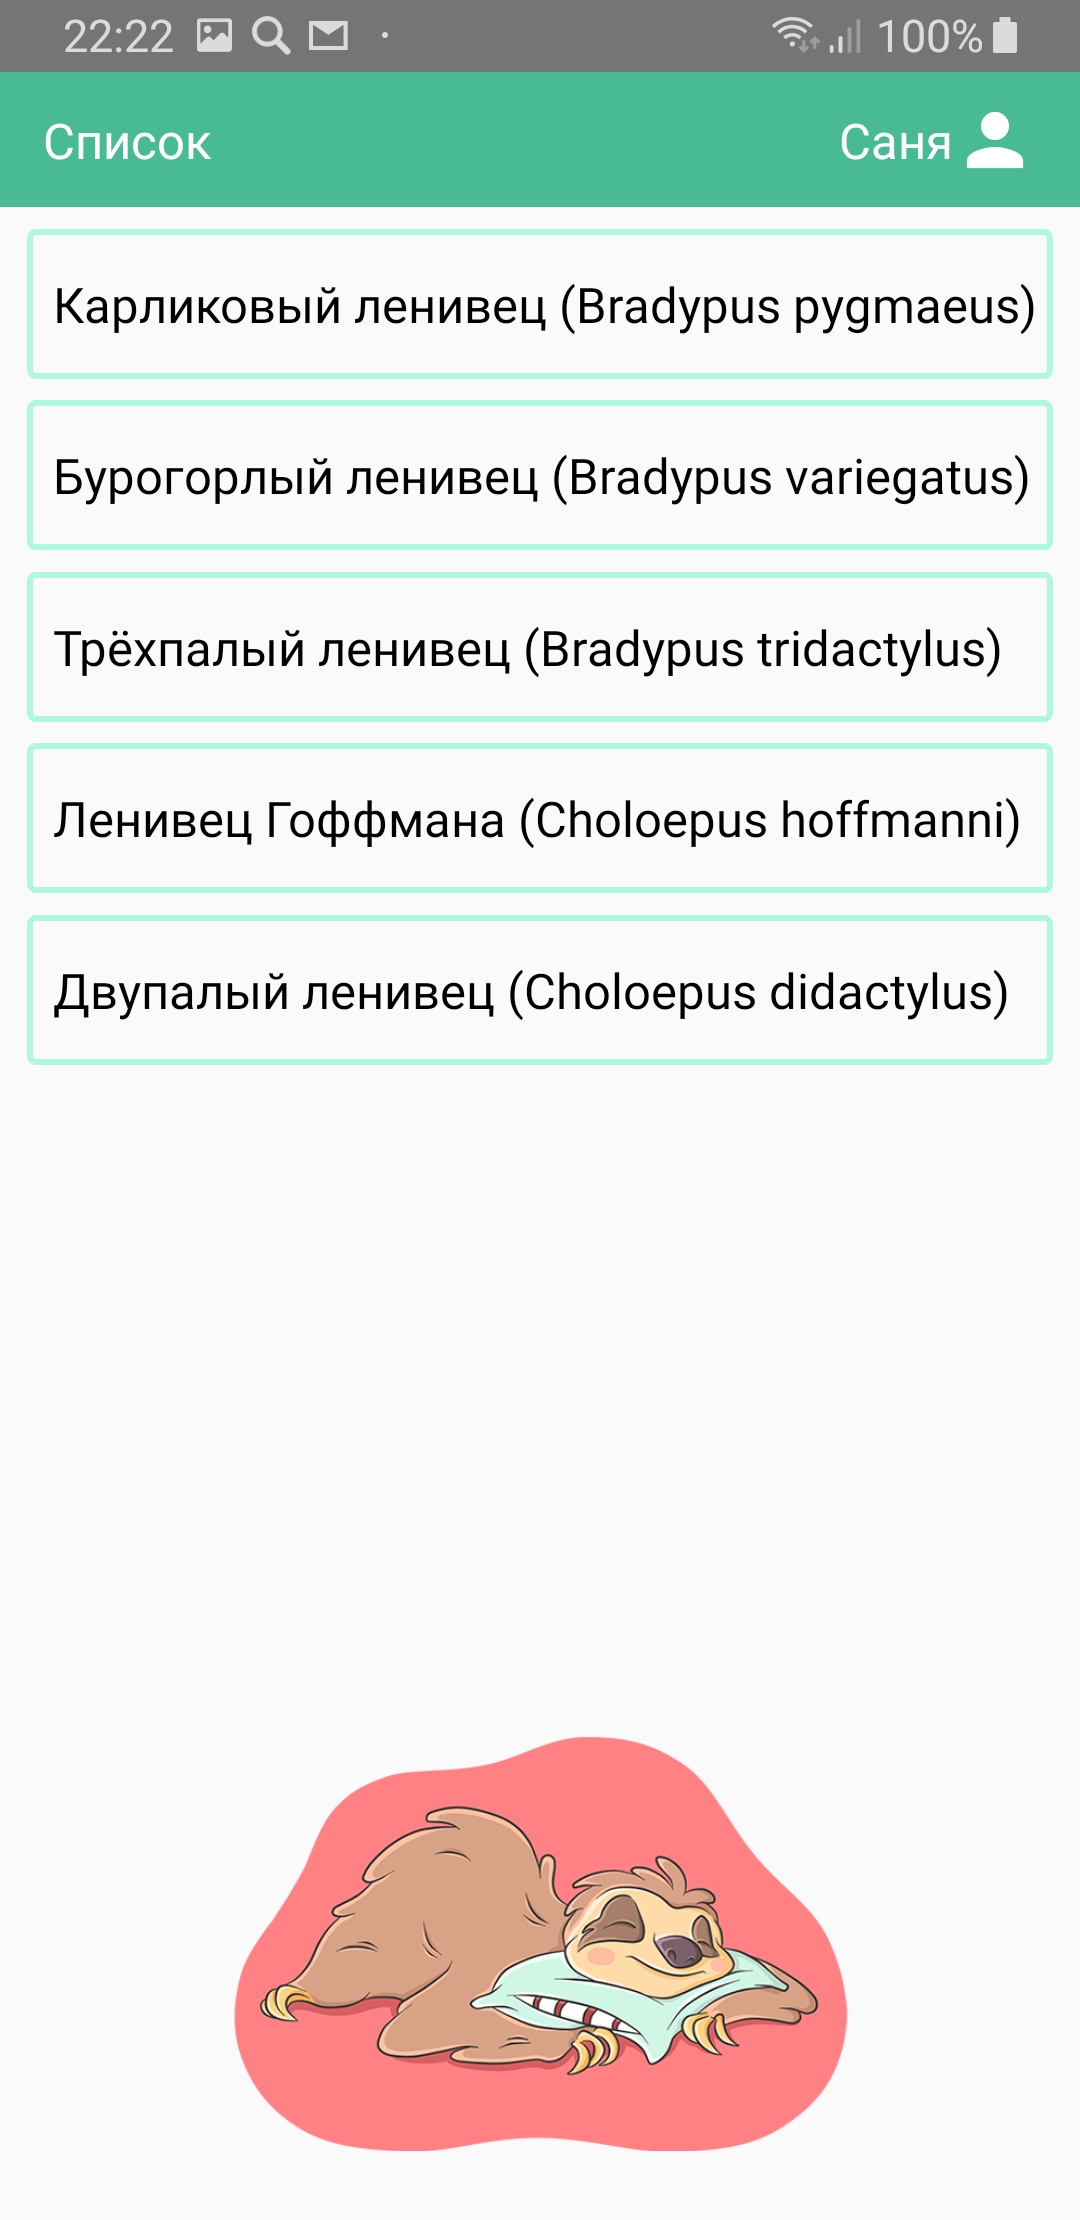 22:22 100%
Список Саня
Карликовый ленивец (Bradypus pygmaeus)
Бурогорлый ленивец (Bradypus variegatus)
Трёхпалый ленивец (Bradypus tridactylus)
Ленивец Гоффмана (Choloepus hoffmanni)
Двупалый ленивец (Choloepus didactylus)